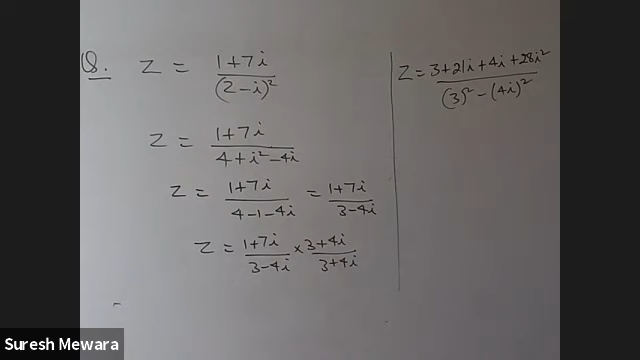 Q. Z = (1+7i)/(2-i)²
Z = (1+7i)/(4+i²-4i)
Z = (1+7i)/(4-1-4i) = (1+7i)/(3-4i)
Z = (1+7i)/(3-4i) × (3+4i)/(3+4i)
Z = (3+21i+4i+28i²)/((3)²-(4i)²)
Suresh Mewara